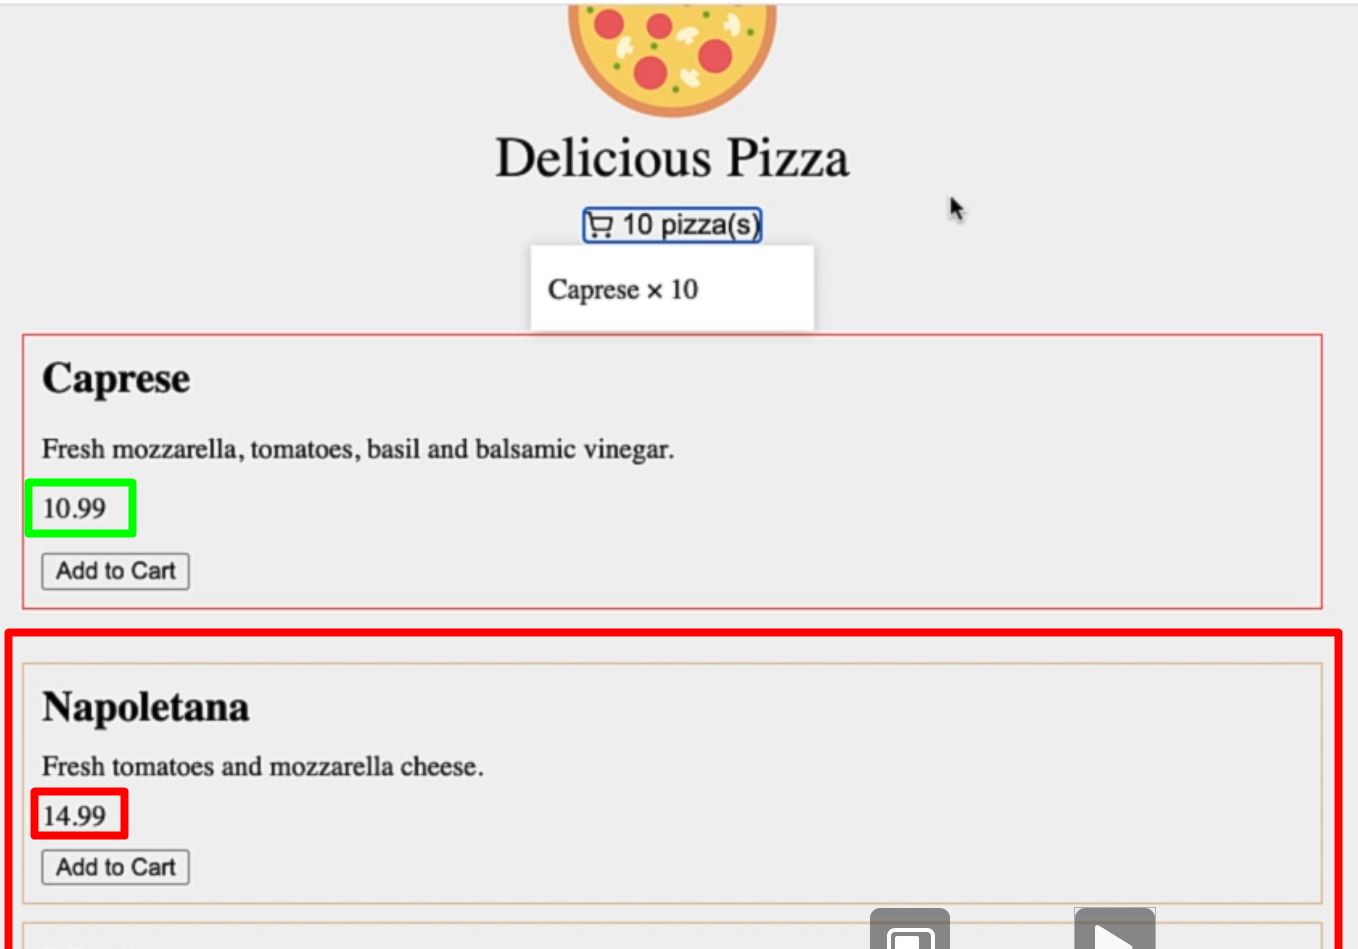 Delicious Pizza
10 pizza(s)
Caprese × 10
Caprese
Fresh mozzarella, tomatoes, basil and balsamic vinegar.
10.99
Add to Cart
Napoletana
Fresh tomatoes and mozzarella cheese.
14.99
Add to Cart